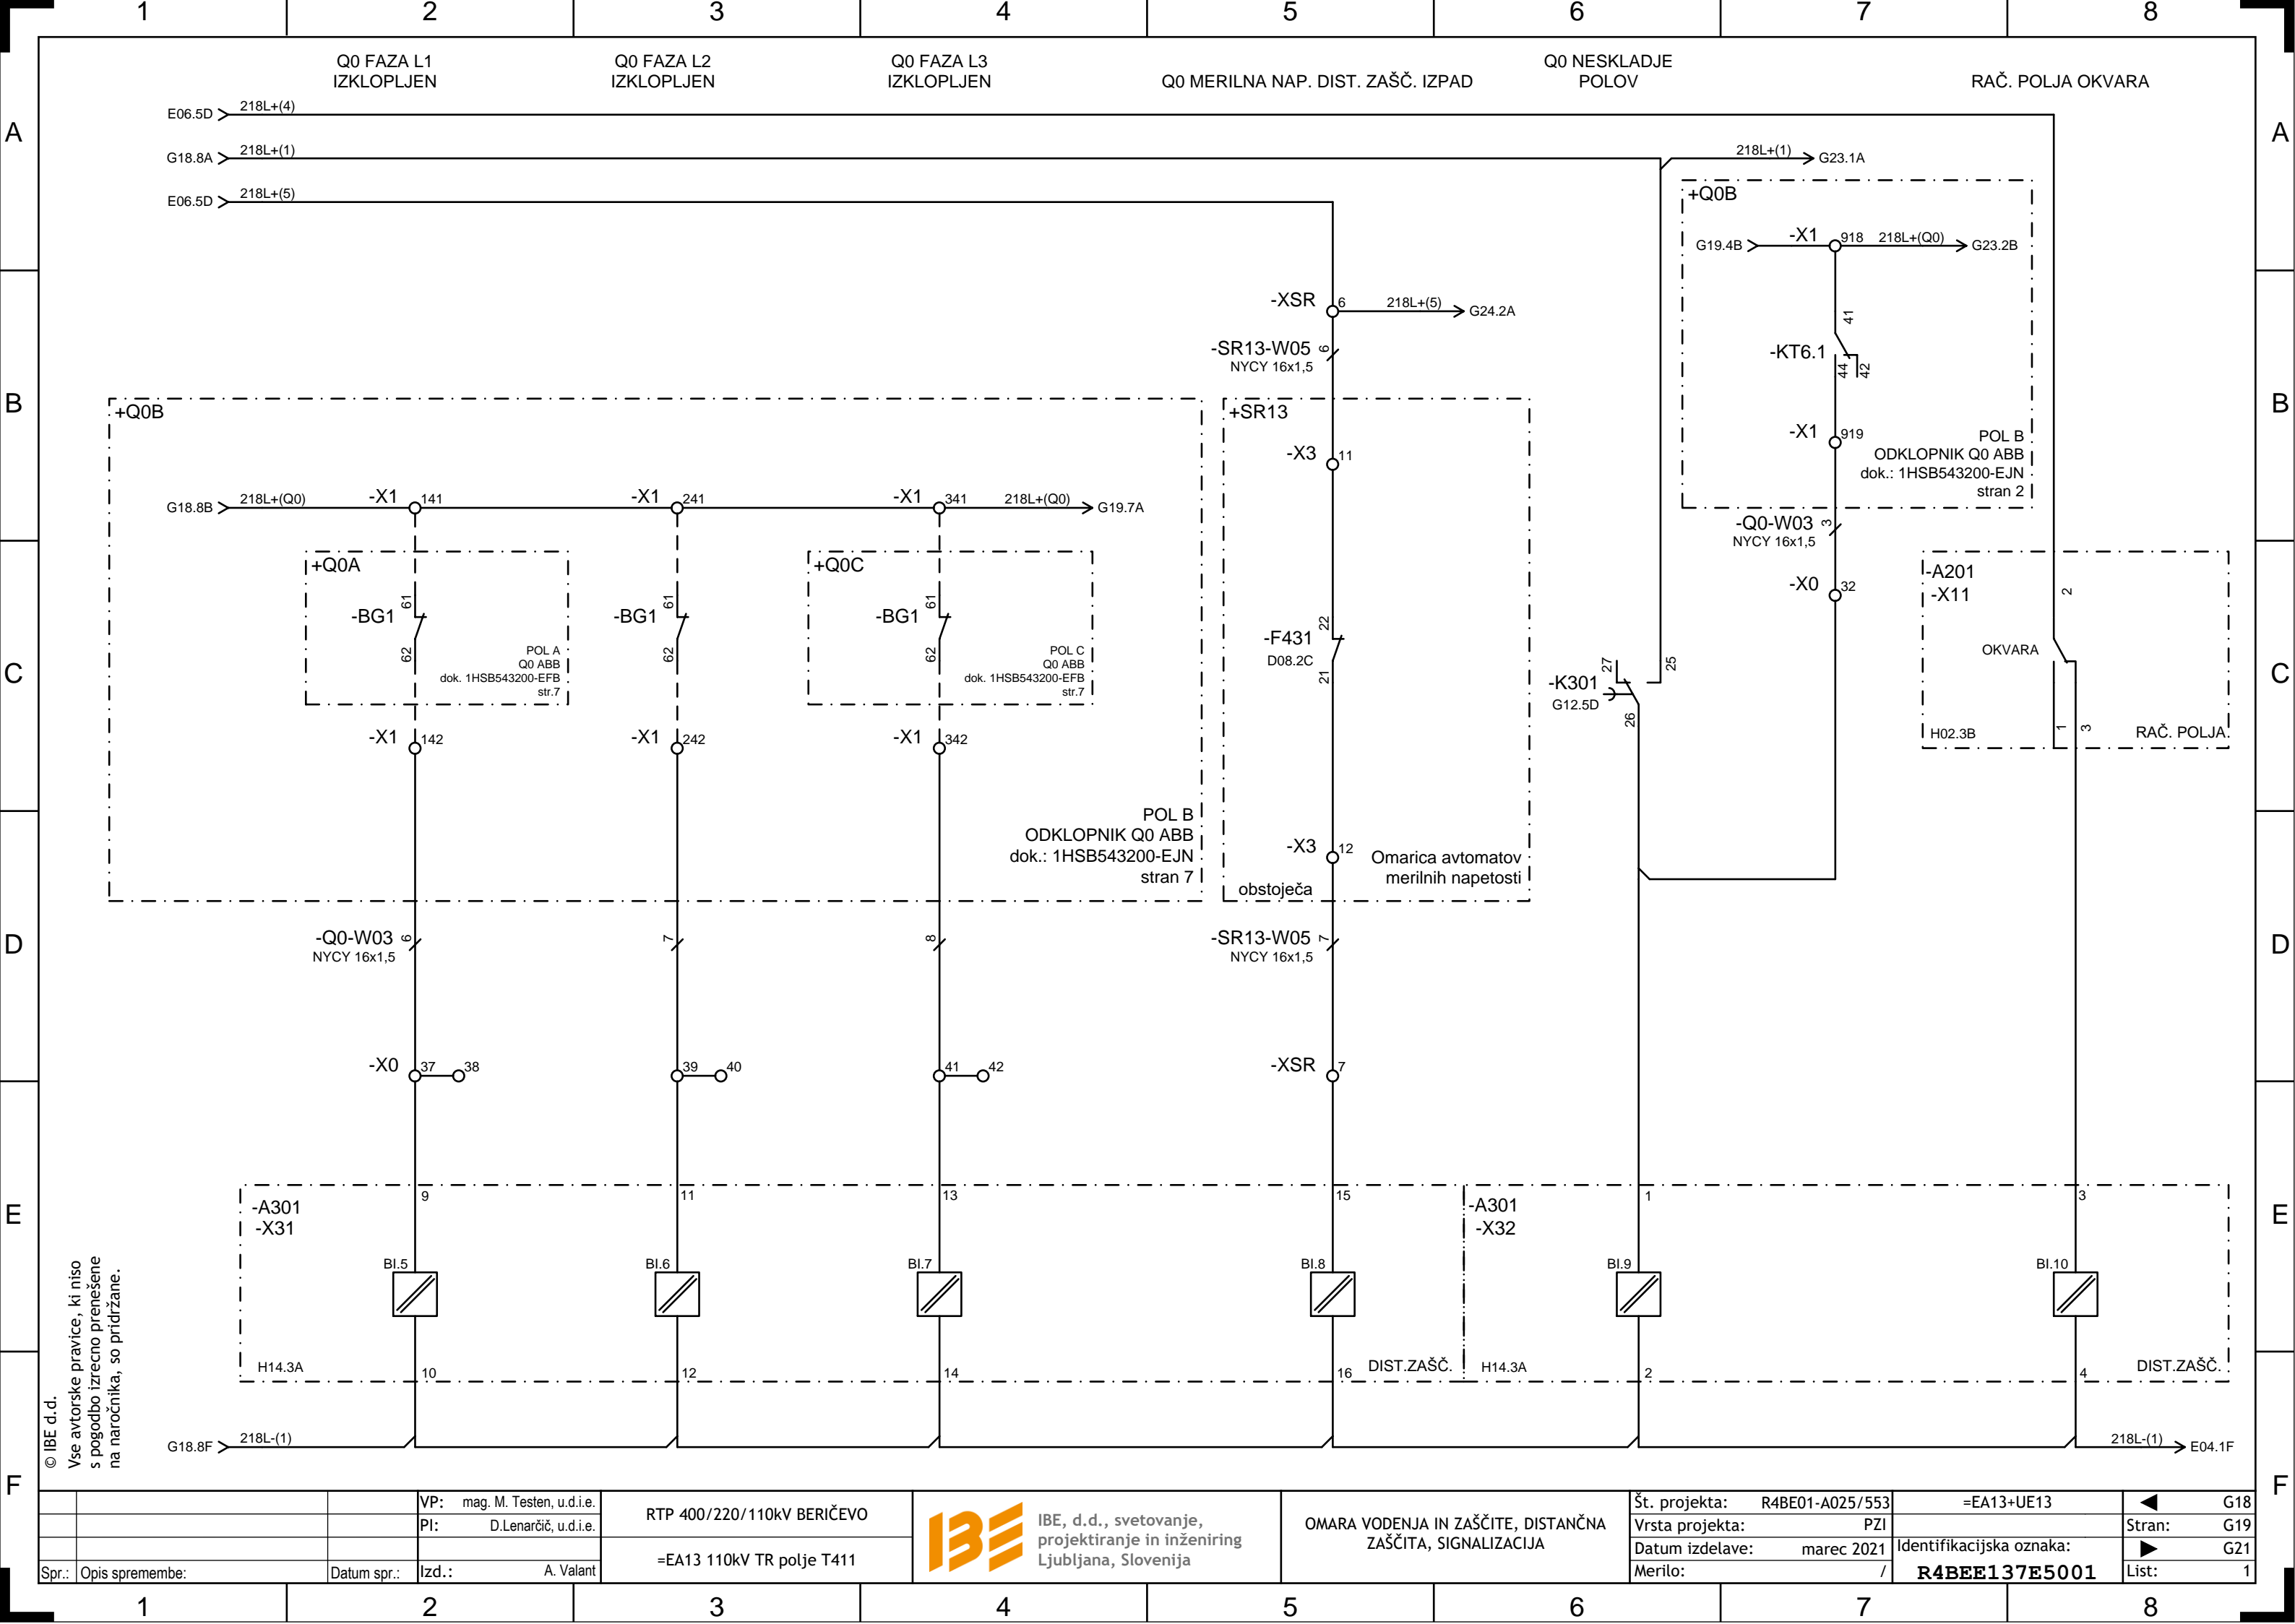 1 2 3 4 5 6 7 8
Q0 FAZA L1
IZKLOPLJEN
Q0 FAZA L2
IZKLOPLJEN
Q0 FAZA L3
IZKLOPLJEN
Q0 MERILNA NAP. DIST. ZAŠČ. IZPAD
Q0 NESKLADJE
POLOV
RAČ. POLJA OKVARA
A A
E06.5D 218L+(4)
G18.8A 218L+(1)
218L+(1) G23.1A
E06.5D 218L+(5)
+Q0B
G19.4B -X1 918 218L+(Q0) G23.2B
41
-KT6.1
44 42
-X1 919
POL B
ODKLOPNIK Q0 ABB
dok.: 1HSB543200-EJN
stran 2
-Q0-W03 3
NYCY 16x1,5
-X0 32
-XSR 6 218L+(5) G24.2A
-SR13-W05 6
NYCY 16x1,5
B B
+Q0B
G18.8B 218L+(Q0) -X1 141 -X1 241 -X1 341 218L+(Q0) G19.7A
+Q0A
61
-BG1
62
POL A
Q0 ABB
dok. 1HSB543200-EFB
str.7
61
-BG1
62
+Q0C
61
-BG1
62
POL C
Q0 ABB
dok. 1HSB543200-EFB
str.7
-X1 142 -X1 242 -X1 342
POL B
ODKLOPNIK Q0 ABB
dok.: 1HSB543200-EJN
stran 7
+SR13
-X3 11
22
-F431
D08.2C
21
-X3 12
Omarica avtomatov
merilnih napetosti
obstoječa
C C
27 25
-K301
G12.5D
26
-A201
-X11
2
OKVARA
1 3
H02.3B RAČ. POLJA
D D
-Q0-W03 6 7 8
NYCY 16x1,5
-SR13-W05 7
NYCY 16x1,5
-X0 37 38 39 40 41 42
-XSR 7
E E
-A301
-X31
9 11 13 15
-A301
-X32
1 3
BI.5 BI.6 BI.7 BI.8 BI.9 BI.10
H14.3A 10 12 14 16 DIST.ZAŠČ.
H14.3A 2 4 DIST.ZAŠČ.
G18.8F 218L-(1)
218L-(1) E04.1F
F F
© IBE d.d.
Vse avtorske pravice, ki niso
s pogodbo izrecno prenešene
na naročnika, so pridržane.
Spr.: Opis spremembe: Datum spr.:
VP: mag. M. Testen, u.d.i.e.
PI: D.Lenarčič, u.d.i.e.
Izd.: A. Valant
RTP 400/220/110kV BERIČEVO
=EA13 110kV TR polje T411
IBE
IBE, d.d., svetovanje,
projektiranje in inženiring
Ljubljana, Slovenija
OMARA VODENJA IN ZAŠČITE, DISTANČNA
ZAŠČITA, SIGNALIZACIJA
Št. projekta: R4BE01-A025/553
Vrsta projekta: PZI
Datum izdelave: marec 2021
Merilo: /
=EA13+UE13
Identifikacijska oznaka:
R4BEE137E5001
G18
Stran: G19
G21
List: 1
1 2 3 4 5 6 7 8